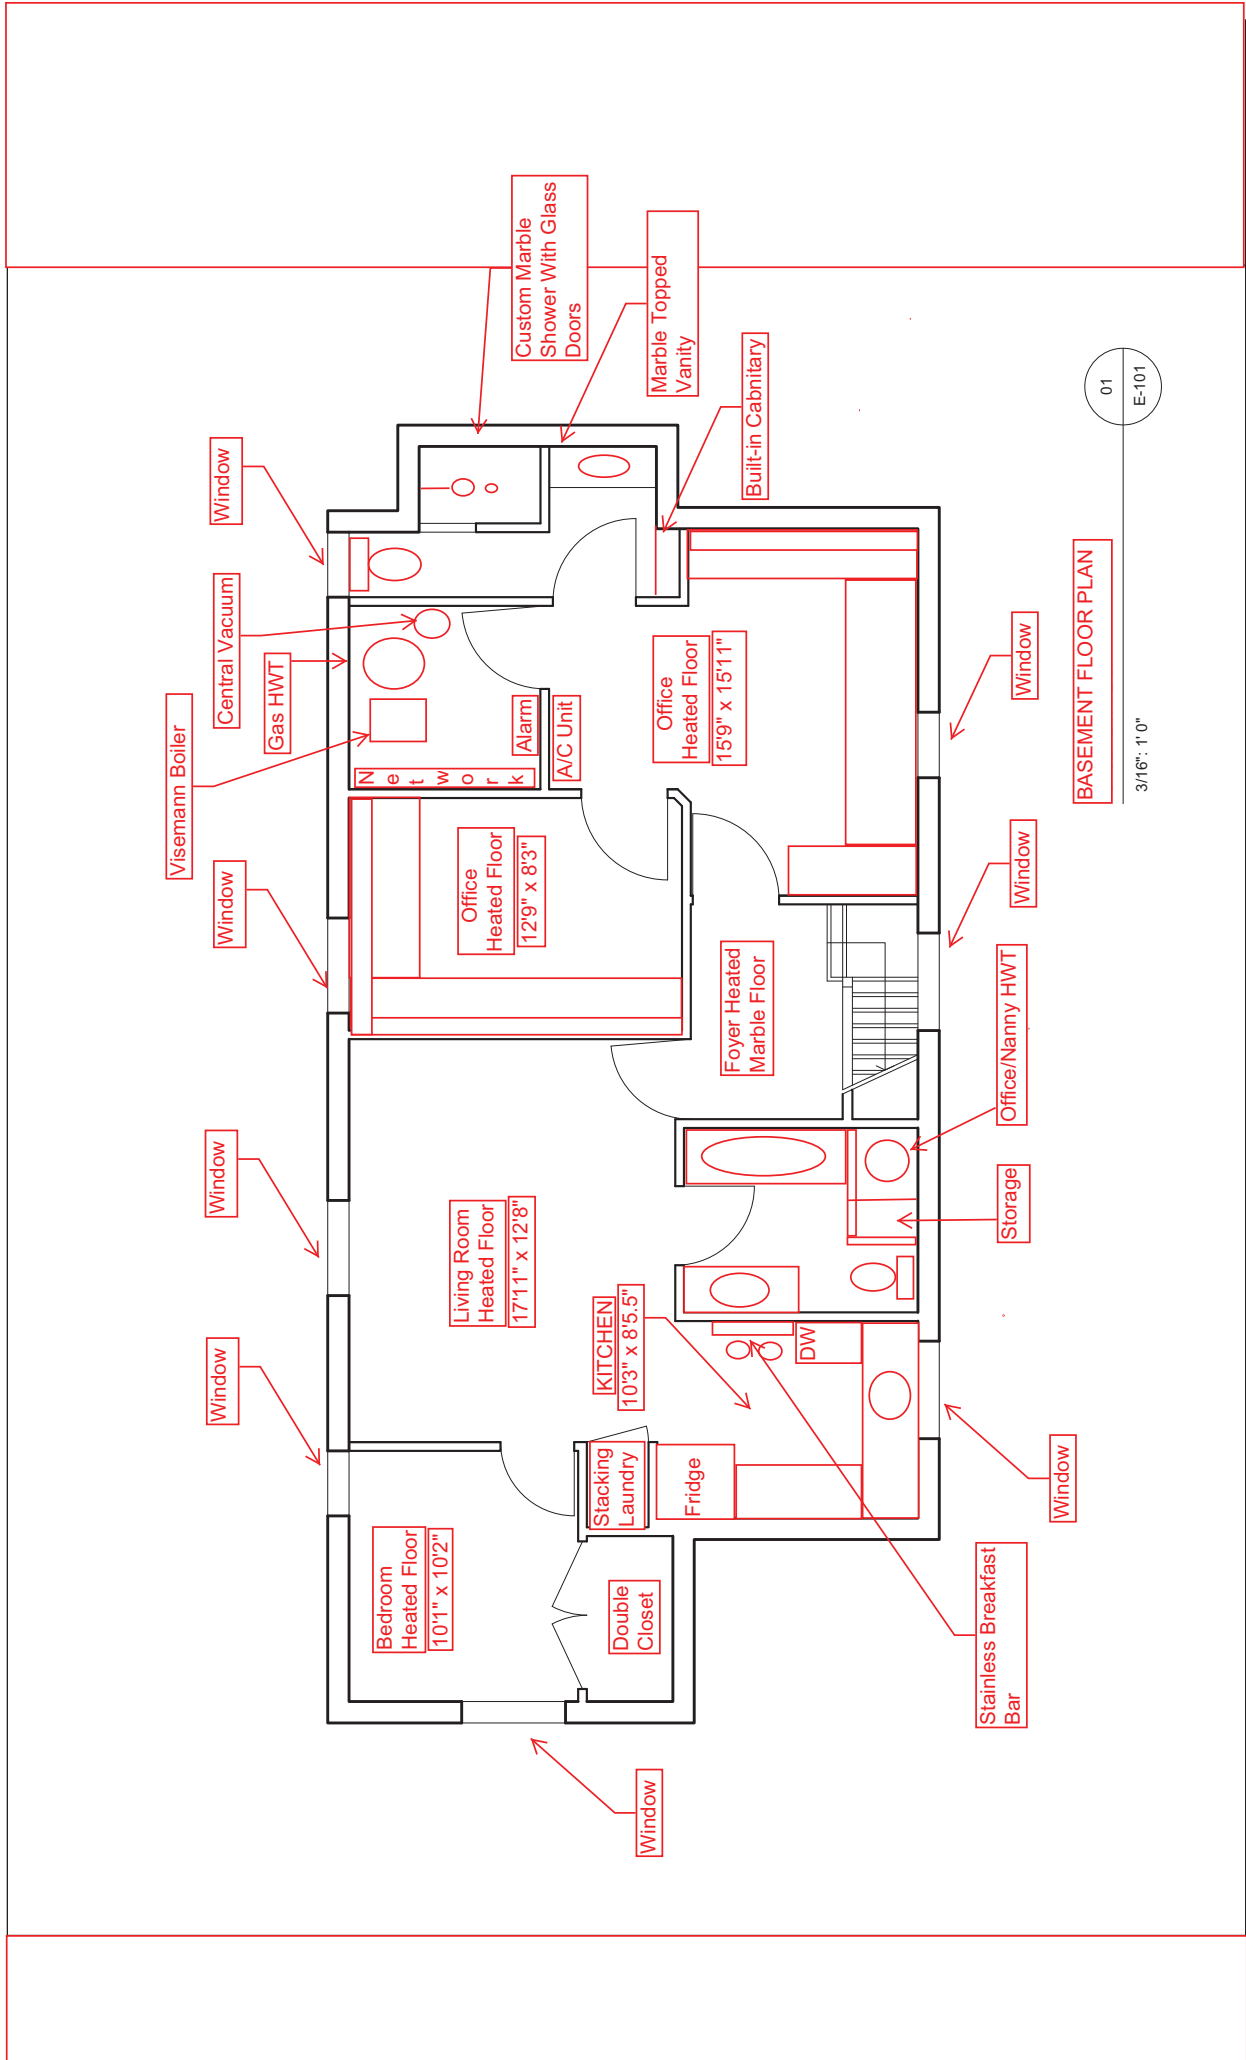 Visemann Boiler
Central Vacuum
Gas HWT
Window
Window
Window
Window
Custom Marble
Shower With Glass
Doors
Marble Topped
Vanity
Built-in Cabnitary
Network
Alarm
A/C Unit
Office
Heated Floor
12'9" x 8'3"
Office
Heated Floor
15'9" x 15'11"
Living Room
Heated Floor
17'11" x 12'8"
Bedroom
Heated Floor
10'1" x 10'2"
Foyer Heated
Marble Floor
KITCHEN
10'3" x 8'5.5"
Stacking
Laundry
Double
Closet
Fridge
DW
Window
Stainless Breakfast
Bar
Window
Storage
Office/Nanny HWT
Window
Window
BASEMENT FLOOR PLAN
3/16": 1'0"
01
E-101